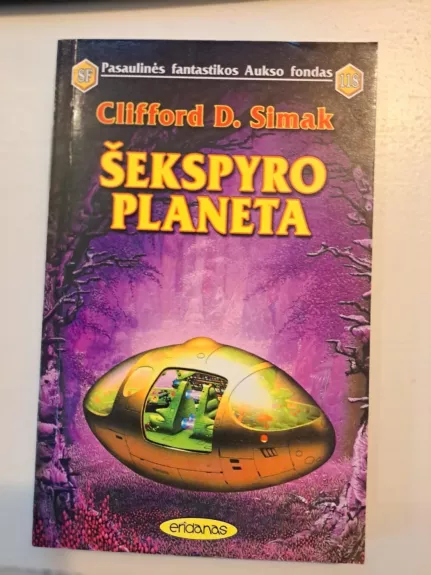 SF Pasaulinės fantastikos Aukso fondas
Clifford D. Simak
ŠEKSPYRO
PLANETA
eridanas